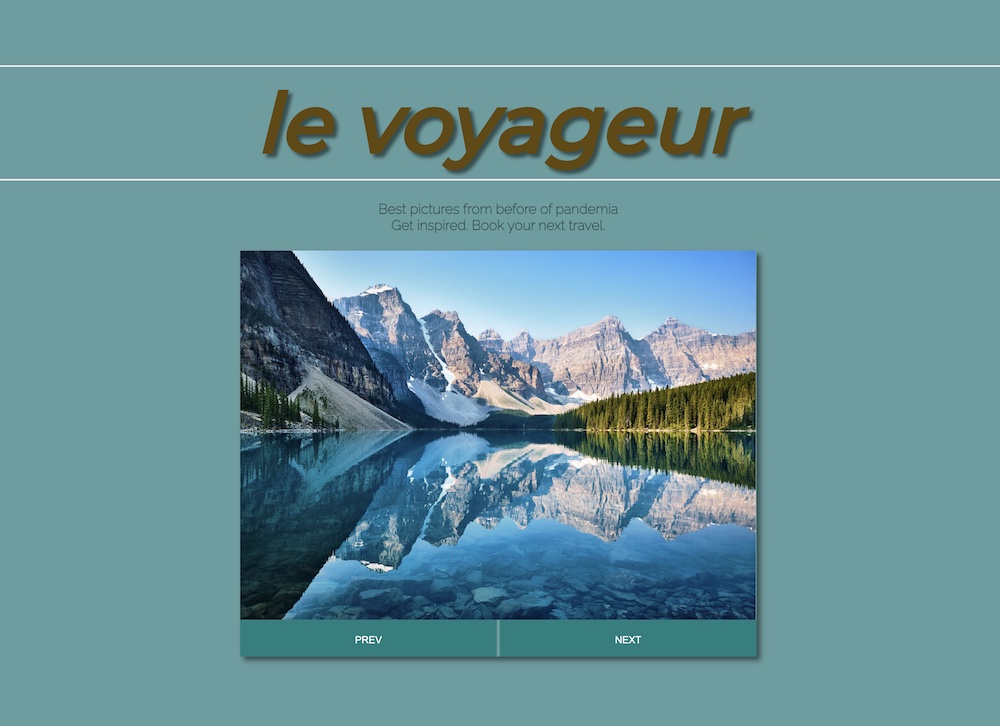 le voyageur
Best pictures from before of pandemia
Get inspired. Book your next travel.
PREV
NEXT